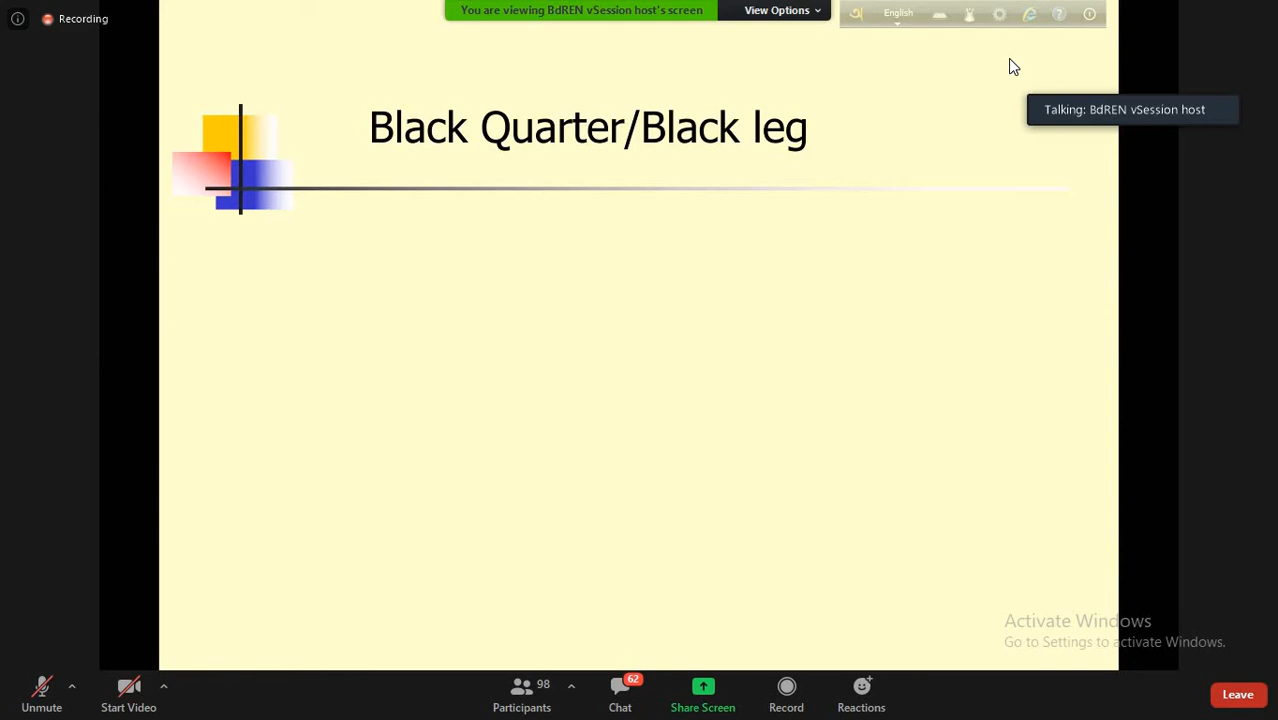 Recording
You are viewing BdREN vSession host's screen
View Options
English
Talking: BdREN vSession host
Black Quarter/Black leg
Activate Windows
Go to Settings to activate Windows.
Unmute
Start Video
98
Participants
62
Chat
Share Screen
Record
Reactions
Leave